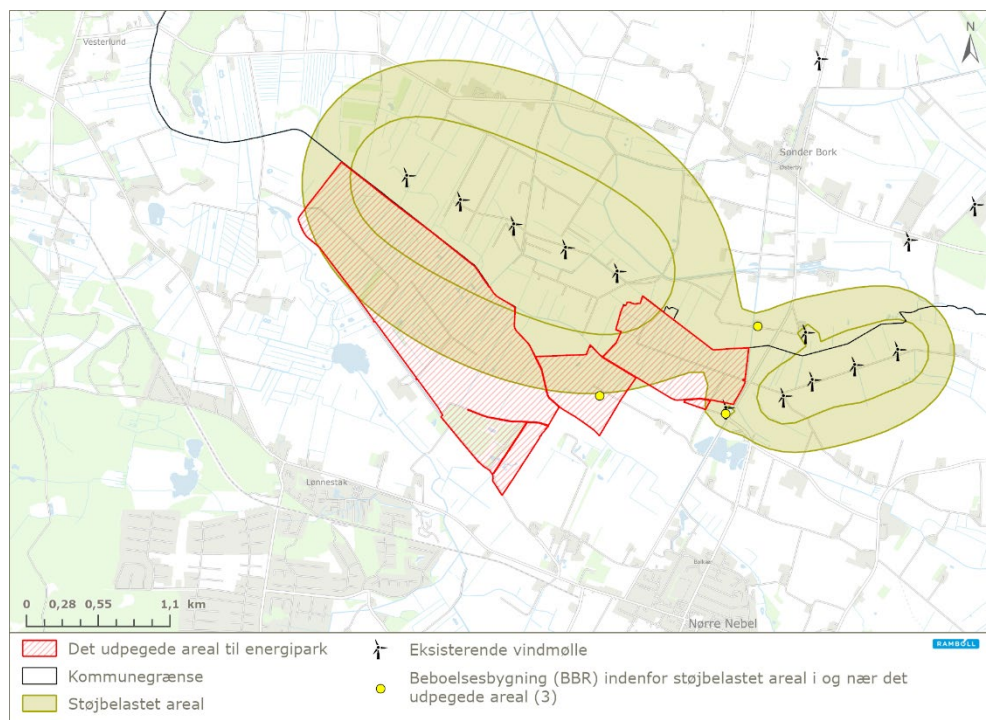 Vesterlund
N
Sønder Bork
Østerby
Lønnestak
Nørre Nebel
0 0,28 0,55 1,1 km
Det udpegede areal til energipark
Kommunegrænse
Støjbelastet areal
Eksisterende vindmølle
Beboelsesbygning (BBR) indenfor støjbelastet areal i og nær det
udpegede areal (3)
RAMBOLL